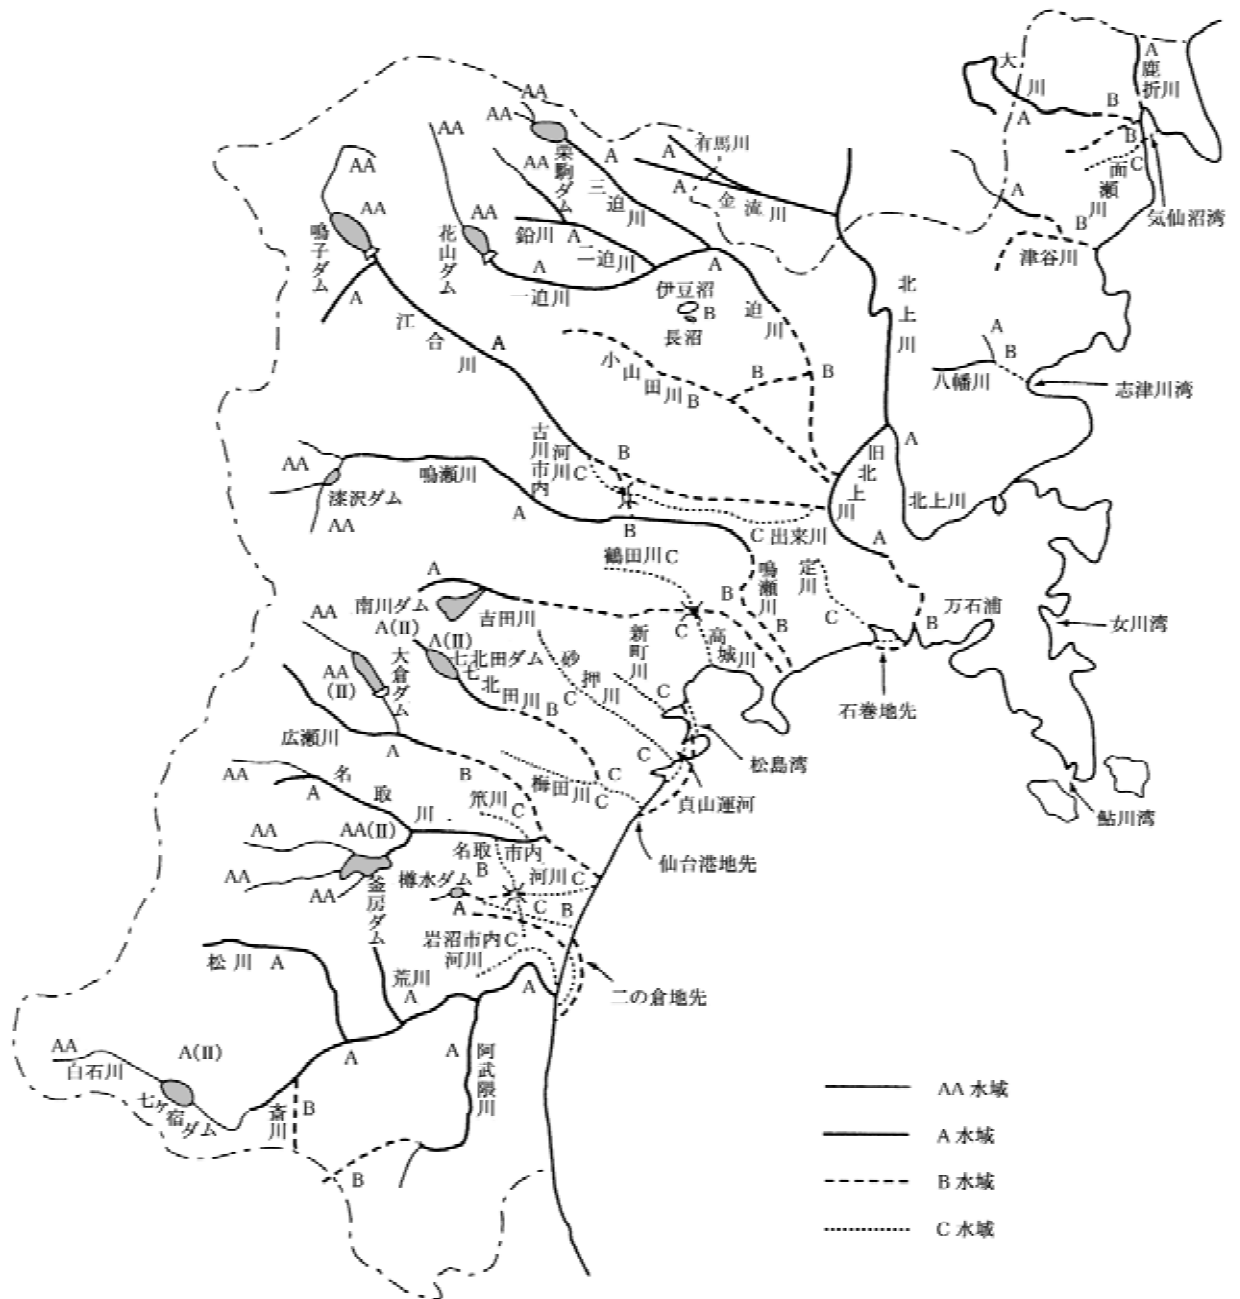 大川
A
鹿折川
B
A
B
C
面瀬川
気仙沼湾
A
B
津谷川
AA
AA
栗駒ダム
A
三迫川
A
有馬川
A
金流川
AA
AA
鉛川
A
二迫川
AA
花山ダム
A
一迫川
AA
AA
鳴子ダム
A
江合川
A
A
迫川
伊豆沼
B
長沼
北上川
A
B
八幡川
志津川湾
小山田川
B
B
B
古川市内河川
C
B
旧北上川
A
北上川
AA
漆沢ダム
AA
鳴瀬川
A
B
C
出来川
A
鶴田川
C
鳴瀬川
B
B
定川
C
B
万石浦
女川湾
A
南川ダム
A(II)
吉田川
C
高城川
新町川
C
石巻地先
AA
AA
(II)
大倉ダム
A(II)
七北田ダム
七北田川
B
砂押川
C
C
松島湾
広瀬川
A
B
梅田川
C
C
貞山運河
鮎川湾
AA
A
名取川
笊川
C
仙台港地先
AA
AA(II)
AA
AA
釜房ダム
名取市内河川
C
B
樽水ダム
A
C
B
岩沼市内河川
C
二の倉地先
松川
A
荒川
A
A
AA
白石川
A(II)
七ヶ宿ダム
斎川
B
A
A
阿武隈川
B
AA 水域
A 水域
B 水域
C 水域